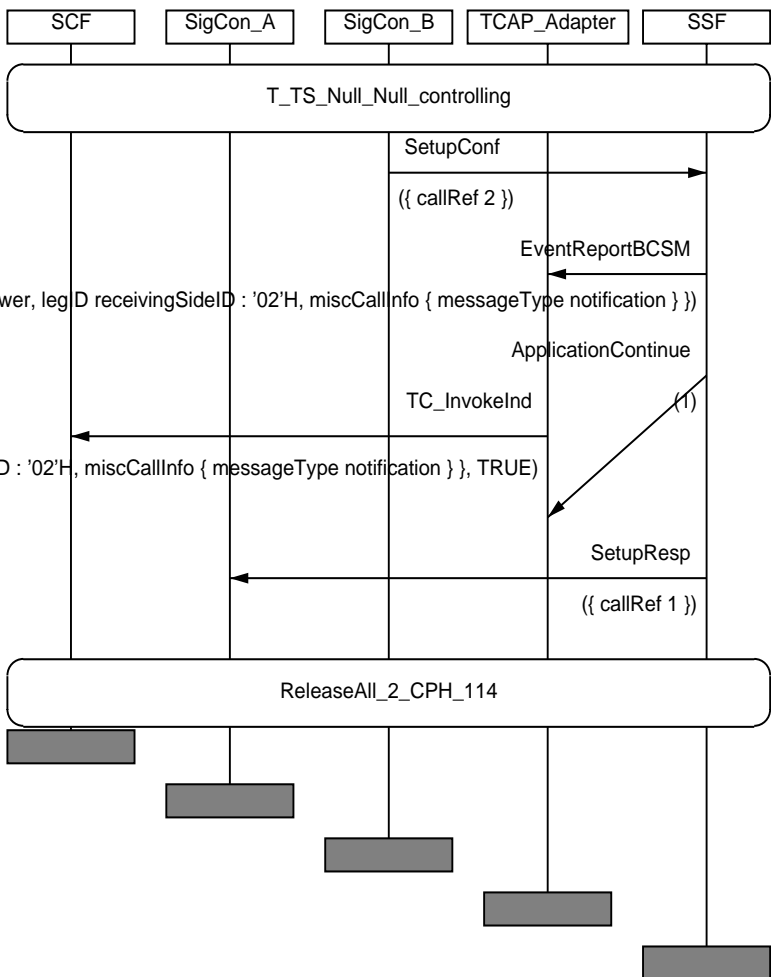 SCF SigCon_A SigCon_B TCAP_Adapter SSF
T_TS_Null_Null_controlling
SetupConf
({ callRef 2 })
EventReportBCSM
wer, legID receivingSideID : '02'H, miscCallInfo { messageType notification } })
ApplicationContinue
(1)
TC_InvokeInd
D : '02'H, miscCallInfo { messageType notification } }, TRUE)
SetupResp
({ callRef 1 })
ReleaseAll_2_CPH_114